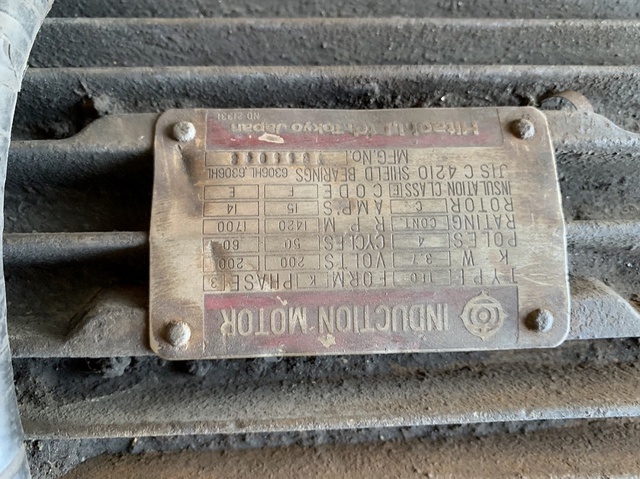 INDUCTION MOTOR
TYPE FORM K PHASE 3
K W 3.7 VOLTS 200 200
POLES 4 CYCLES 50 60
RATING CONT. R P M 1420 1700
ROTOR C AMP'S 15 14
INSULATION CLASS E CODE F E
JIS C 4210 SHIELD BEARINGS 6306HL, 6306HL
MFG.NO.
Hitachi, Ltd. Tokyo Japan